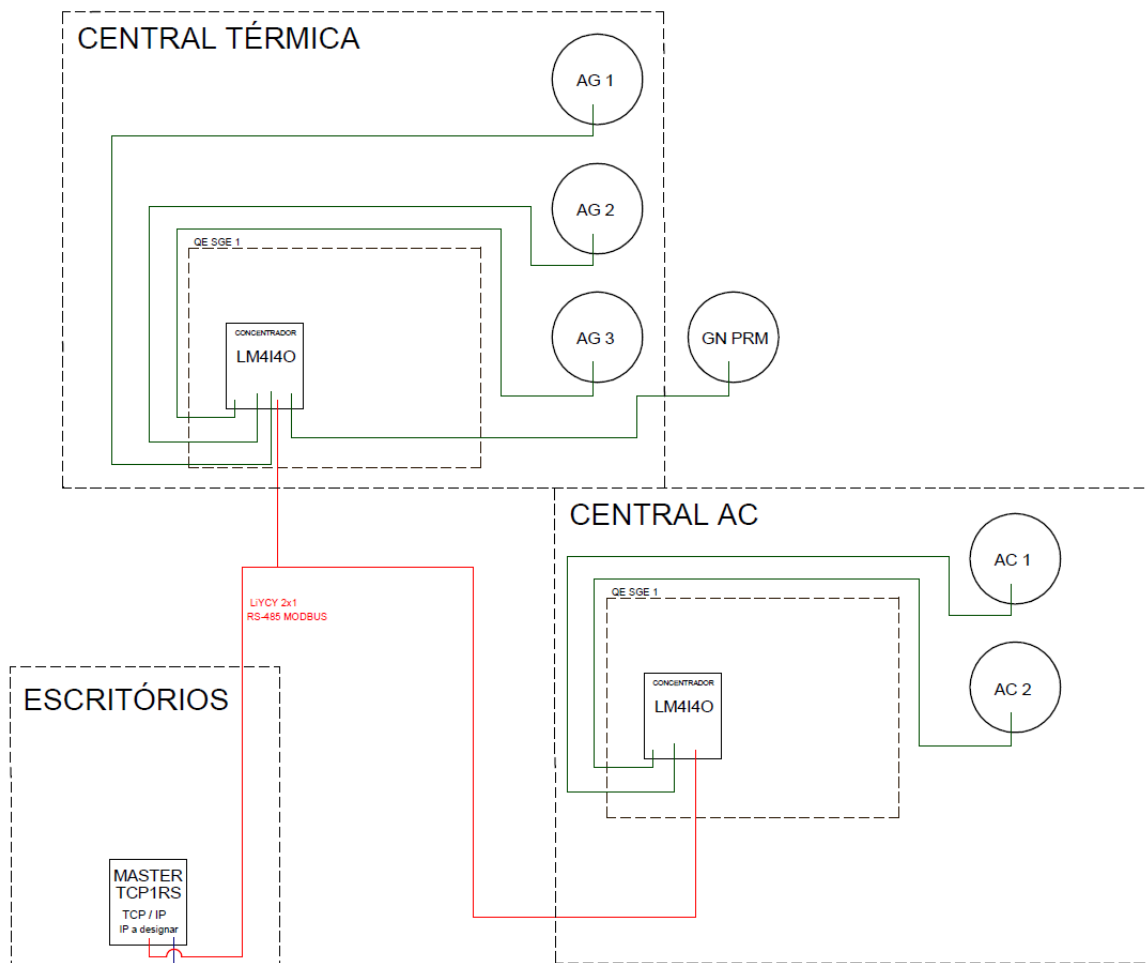 CENTRAL TÉRMICA
AG 1
AG 2
QE SGE 1
CONCENTRADOR
LM4I4O
AG 3
GN PRM
CENTRAL AC
AC 1
QE SGE 1
LiYCY 2x1
RS-485 MODBUS
ESCRITÓRIOS
CONCENTRADOR
LM4I4O
AC 2
MASTER
TCP1RS
TCP / IP
IP a designar